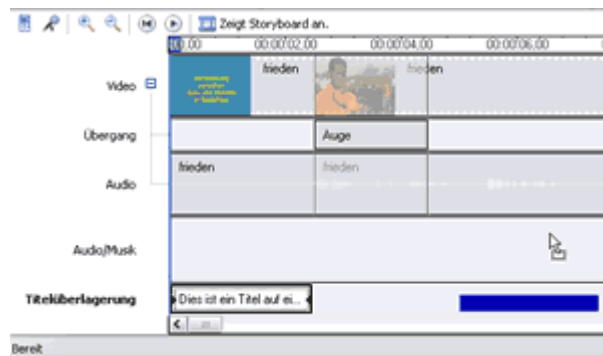 Zeigt Storyboard an.
00:00 00:00:02,00 00:00:04,00 00:00:06,00
Video frieden frieden
Übergang Auge
frieden frieden
Audio
Audio/Musik
Titelüberlagerung Dies ist ein Titel auf ei...
Bereit